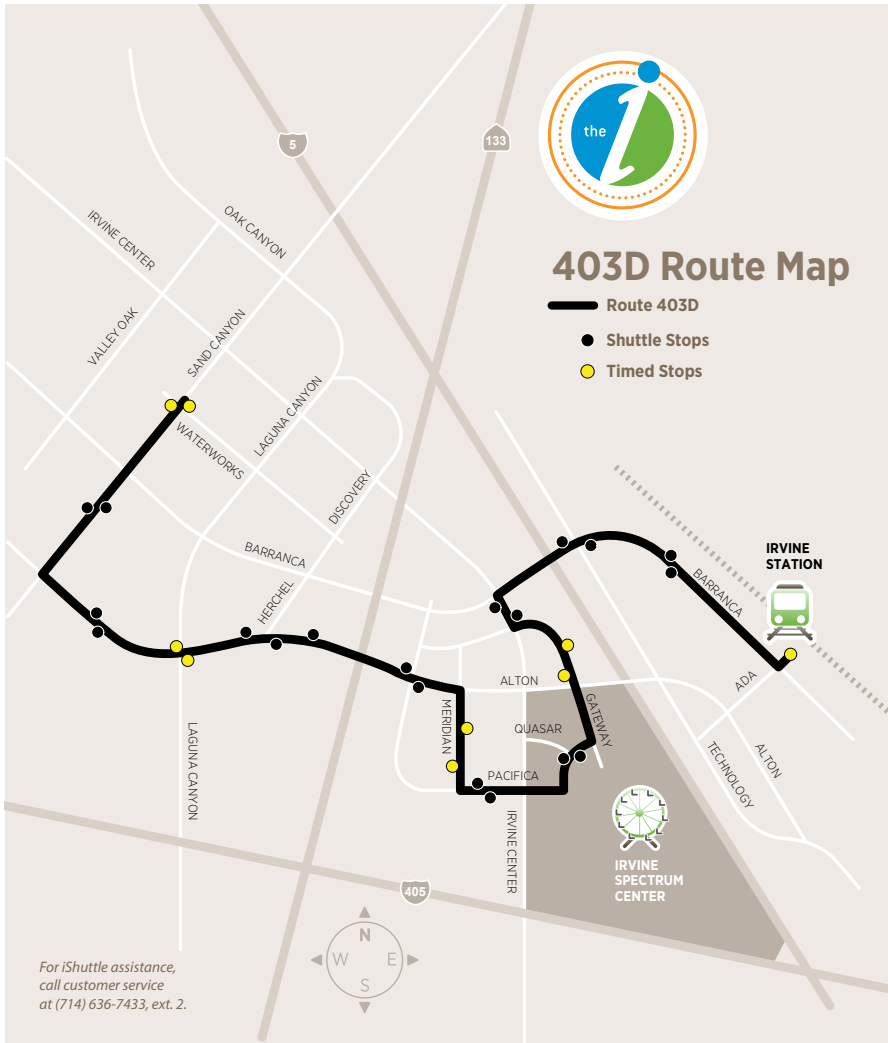 5
133
the i
403D Route Map
Route 403D
Shuttle Stops
Timed Stops
OAK CANYON
IRVINE CENTER
VALLEY OAK
SAND CANYON
LAGUNA CANYON
WATERWORKS
DISCOVERY
BARRANCA
HERCHEL
IRVINE
STATION
BARRANCA
ADA
ALTON
GATEWAY
MERIDIAN
QUASAR
PACIFICA
LAGUNA CANYON
IRVINE CENTER
TECHNOLOGY
ALTON
IRVINE
SPECTRUM
CENTER
405
N
W E
S
For iShuttle assistance,
call customer service
at (714) 636-7433, ext. 2.